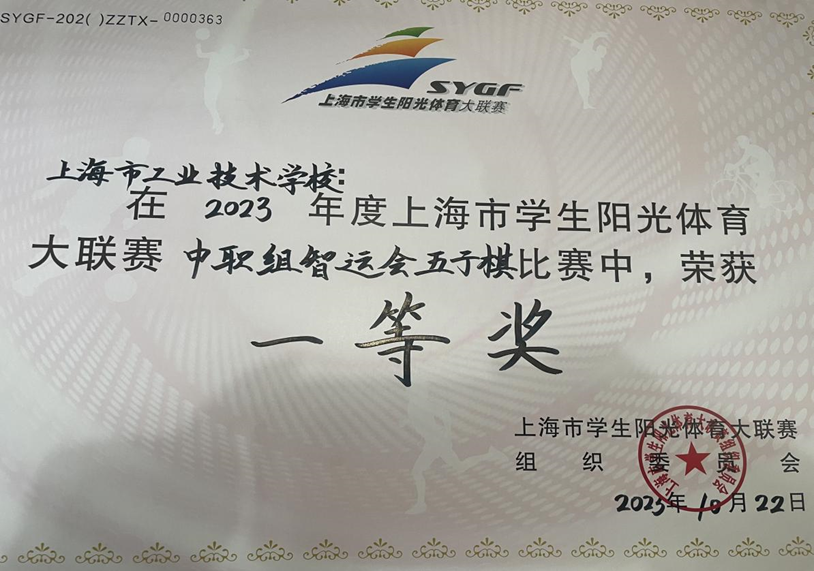 SYGF-202( )ZZTX- 0000363
SYGF
上海市学生阳光体育大联赛
上海市工业技术学校:
在 2023 年度上海市学生阳光体育
大联赛 中职组智运会五子棋比赛中，荣获
一等奖
上海市学生阳光体育大联赛
组织委员会
2023年10月22日